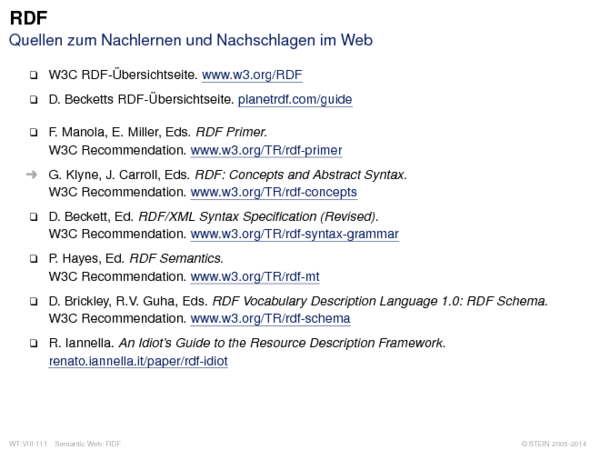 RDF
Quellen zum Nachlernen und Nachschlagen im Web
❑ W3C RDF-Übersichtseite. www.w3.org/RDF
❑ D. Becketts RDF-Übersichtseite. planetrdf.com/guide
❑ F. Manola, E. Miller, Eds. RDF Primer.
W3C Recommendation. www.w3.org/TR/rdf-primer
➜ G. Klyne, J. Carroll, Eds. RDF: Concepts and Abstract Syntax.
W3C Recommendation. www.w3.org/TR/rdf-concepts
❑ D. Beckett, Ed. RDF/XML Syntax Specification (Revised).
W3C Recommendation. www.w3.org/TR/rdf-syntax-grammar
❑ P. Hayes, Ed. RDF Semantics.
W3C Recommendation. www.w3.org/TR/rdf-mt
❑ D. Brickley, R.V. Guha, Eds. RDF Vocabulary Description Language 1.0: RDF Schema.
W3C Recommendation. www.w3.org/TR/rdf-schema
❑ R. Iannella. An Idiot's Guide to the Resource Description Framework.
renato.iannella.it/paper/rdf-idiot
WT:VIII-111 Semantic Web: RDF © STEIN 2005-2014